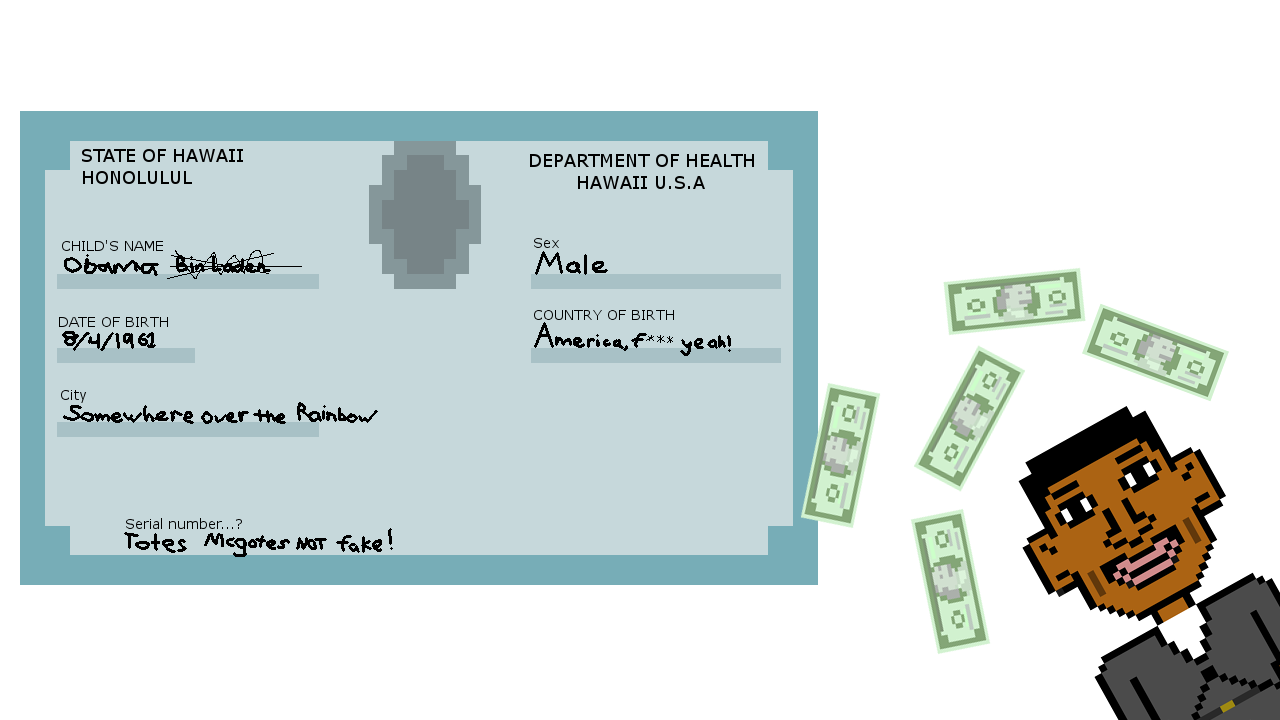 STATE OF HAWAII
HONOLULUL
DEPARTMENT OF HEALTH
HAWAII U.S.A
CHILD'S NAME
Obama Bin Laden
Sex
Male
DATE OF BIRTH
8/4/1961
COUNTRY OF BIRTH
America, f*** yeah!
City
Somewhere over the Rainbow
Serial number...?
Totes Mcgotes NOT fake!